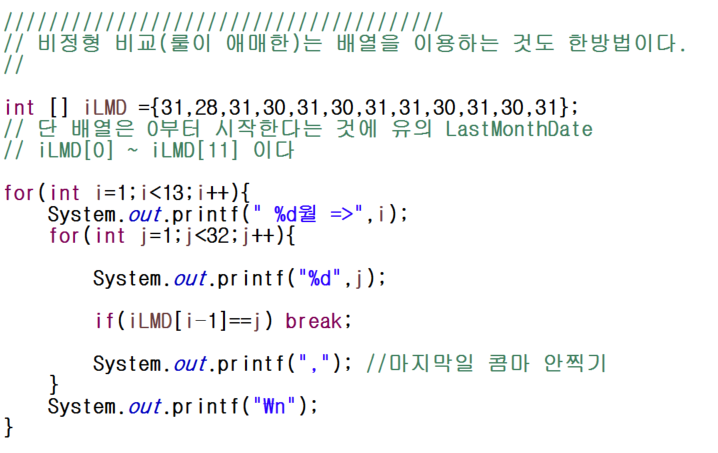 //////////////////////////////////////
// 비정형 비교(룰이 애매한)는 배열을 이용하는 것도 한방법이다.
//
int [] iLMD ={31,28,31,30,31,30,31,31,30,31,30,31};
// 단 배열은 0부터 시작한다는 것에 유의 LastMonthDate
// iLMD[0] ~ iLMD[11] 이다
for(int i=1;i<13;i++){
System.out.printf(" %d월 =>",i);
for(int j=1;j<32;j++){
System.out.printf("%d",j);
if(iLMD[i-1]==j) break;
System.out.printf(","); //마지막일 콤마 안찍기
}
System.out.printf("₩n");
}